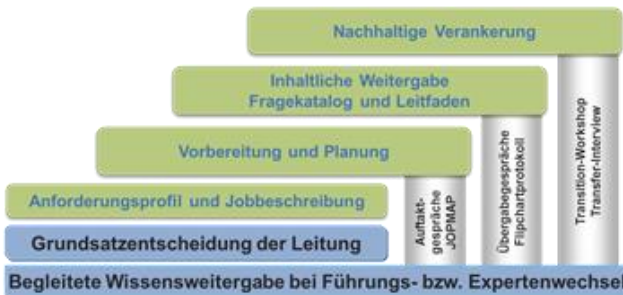 Nachhaltige Verankerung
Inhaltliche Weitergabe
Fragekatalog und Leitfaden
Vorbereitung und Planung
Anforderungsprofil und Jobbeschreibung
Grundsatzentscheidung der Leitung
Auftakt-
gespräche
JOPMAP
Übergabegespräche
Flipchartprotokoll
Transition-Workshop
Transfer-Interview
Begleitete Wissensweitergabe bei Führungs- bzw. Expertenwechsel